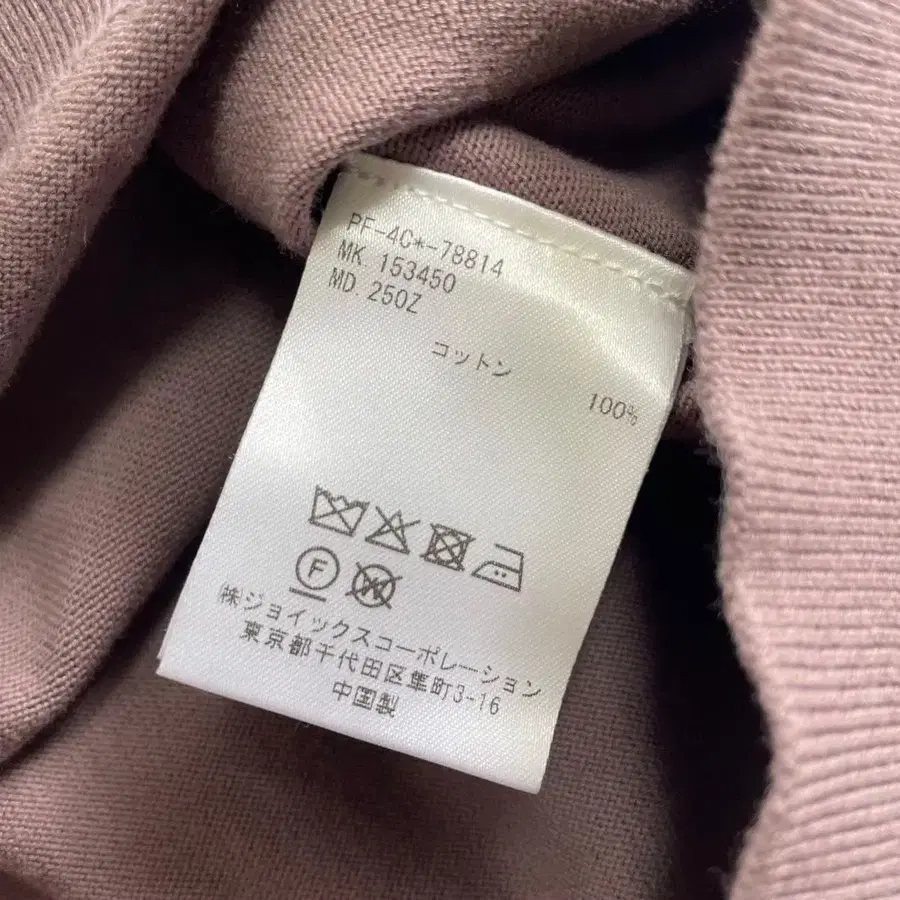 PF-4C*-78814
MK. 153450
MD. 250Z
コットン
100%
F
W
㈱ジョイックスコーポレーション
東京都千代田区隼町3-16
中国製